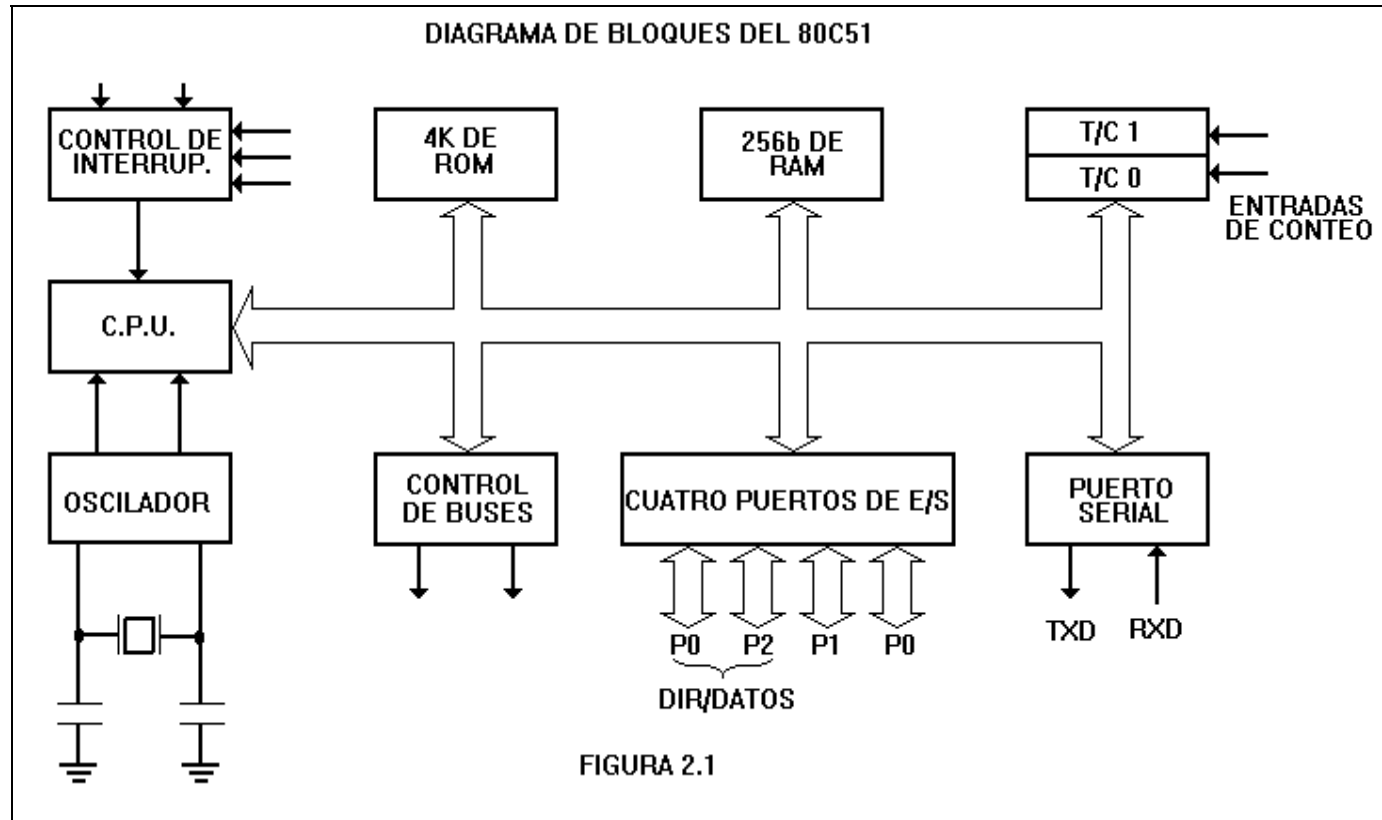 DIAGRAMA DE BLOQUES DEL 80C51
CONTROL DE
INTERRUP.
4K DE
ROM
256b DE
RAM
T/C 1
T/C 0
ENTRADAS
DE CONTEO
C.P.U.
OSCILADOR
CONTROL
DE BUSES
CUATRO PUERTOS DE E/S
PUERTO
SERIAL
P0 P2 P1 P0
TXD RXD
DIR/DATOS
FIGURA 2.1